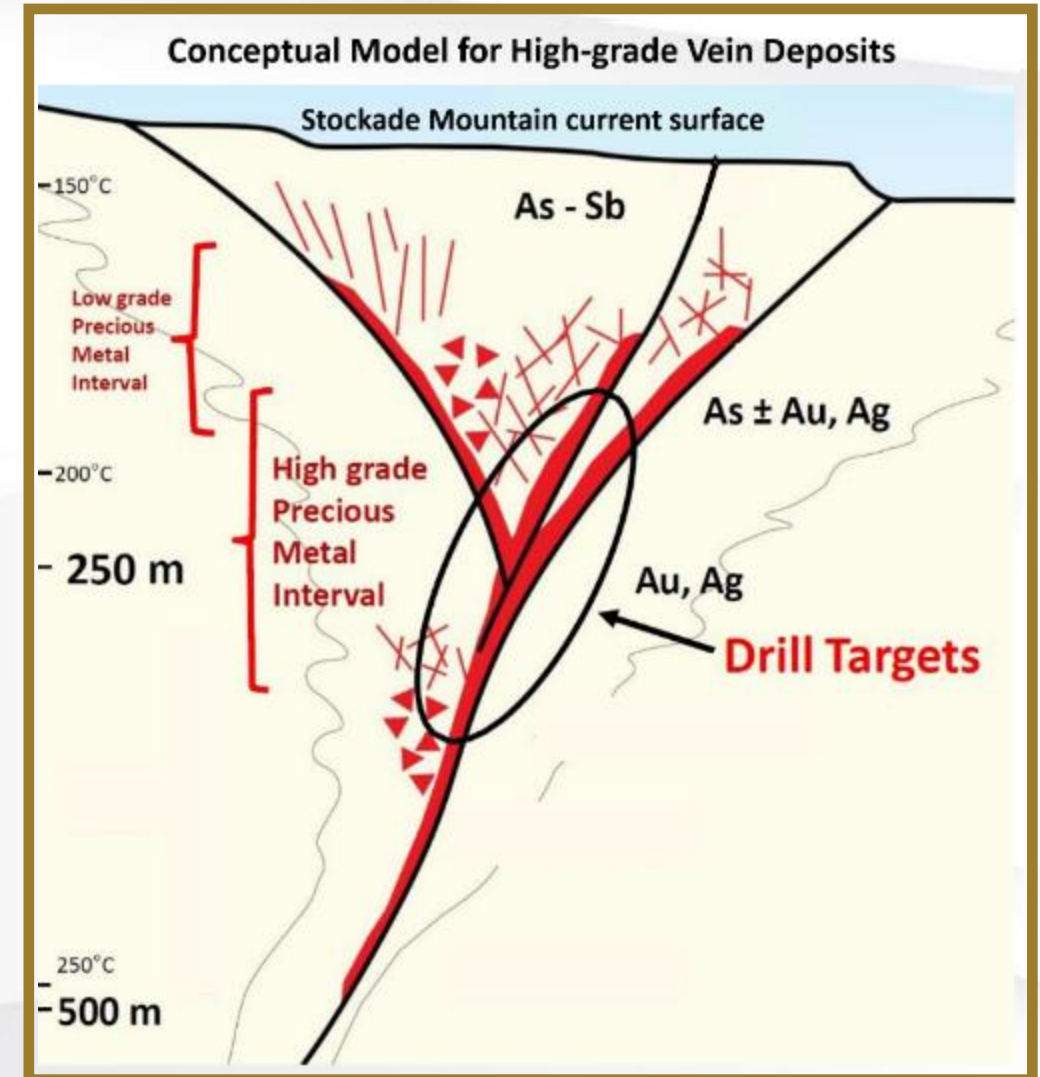 Conceptual Model for High-grade Vein Deposits
Stockade Mountain current surface
150°C
As - Sb
Low grade
Precious
Metal
Interval
As ± Au, Ag
200°C
High grade
Precious
Metal
Interval
250 m
Au, Ag
Drill Targets
250°C
500 m